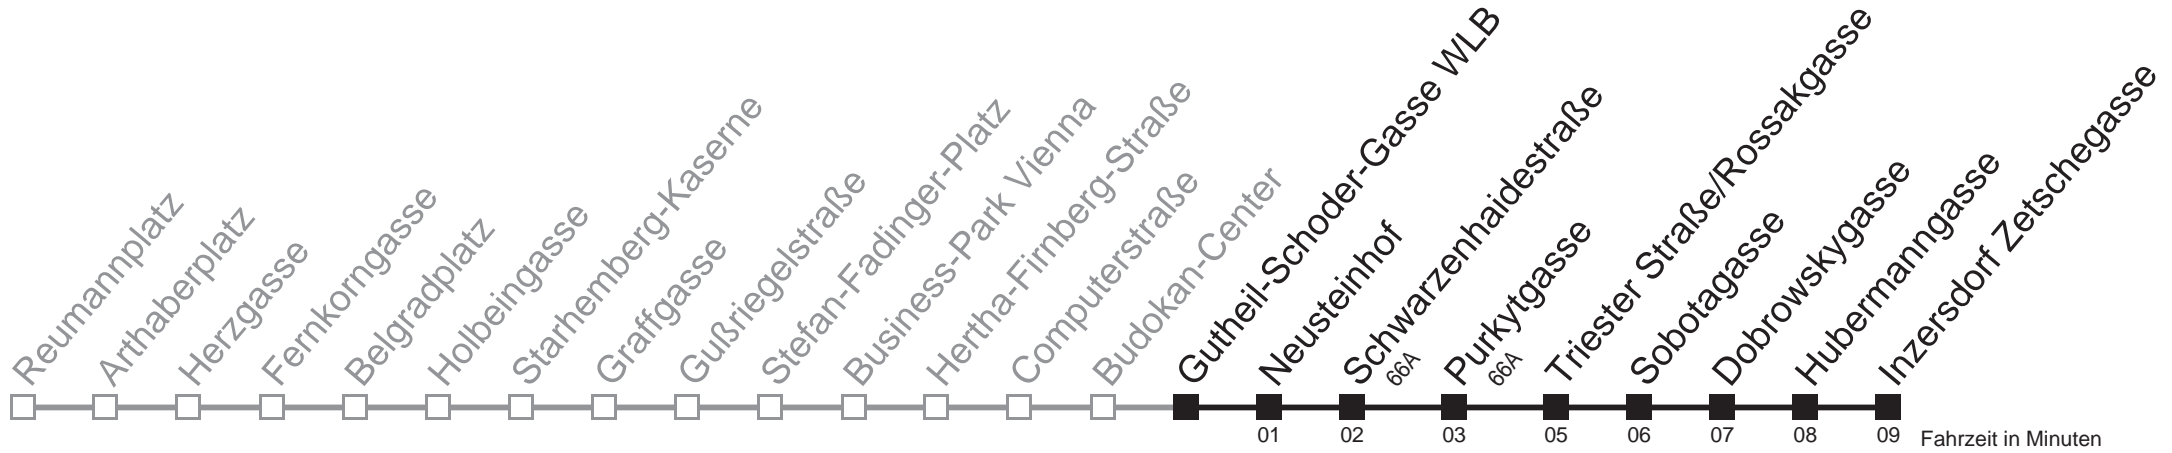 Reumannplatz
Arthaberplatz
Herzgasse
Fernkorngasse
Belgradplatz
Holbeingasse
Starhemberg-Kaserne
Graffgasse
Gußriegelstraße
Stefan-Fadinger-Platz
Business-Park Vienna
Hertha-Firnberg-Straße
Computerstraße
Budokan-Center
Gutheil-Schoder-Gasse WLB
Neusteinhof
Schwarzenhaidestraße
66A
Purkytgasse
66A
Triester Straße/Rossakgasse
Sobotagasse
Dobrowskygasse
Hubermanngasse
Inzersdorf Zetschegasse
01 02 03 05 06 07 08 09 Fahrzeit in Minuten